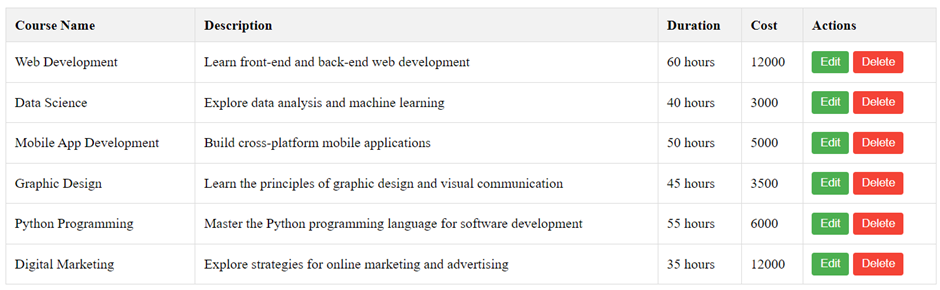 Course Name Description Duration Cost Actions
Web Development Learn front-end and back-end web development 60 hours 12000 Edit Delete
Data Science Explore data analysis and machine learning 40 hours 3000 Edit Delete
Mobile App Development Build cross-platform mobile applications 50 hours 5000 Edit Delete
Graphic Design Learn the principles of graphic design and visual communication 45 hours 3500 Edit Delete
Python Programming Master the Python programming language for software development 55 hours 6000 Edit Delete
Digital Marketing Explore strategies for online marketing and advertising 35 hours 12000 Edit Delete